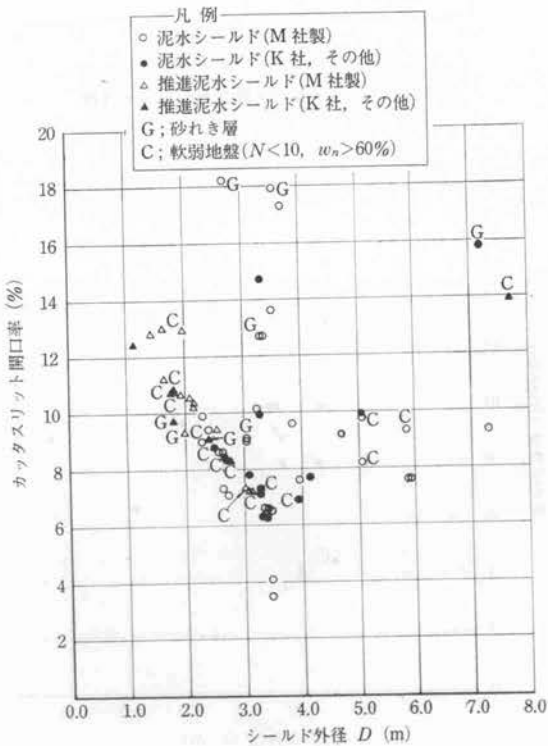 凡 例
○ 泥水シールド(M社製)
● 泥水シールド(K社，その他)
△ 推進泥水シールド(M社製)
▲ 推進泥水シールド(K社，その他)
G ; 砂れき層
C ; 軟弱地盤(N<10, wn>60%)
カッタスリット開口率 (%)
20
18
16
14
12
10
8
6
4
2
G
G
G
G
C
C
C
C
G
G
C
C
G
G
C
C
C
C
C
C
C
C
C
0.0 1.0 2.0 3.0 4.0 5.0 6.0 7.0 8.0
シールド外径 D (m)